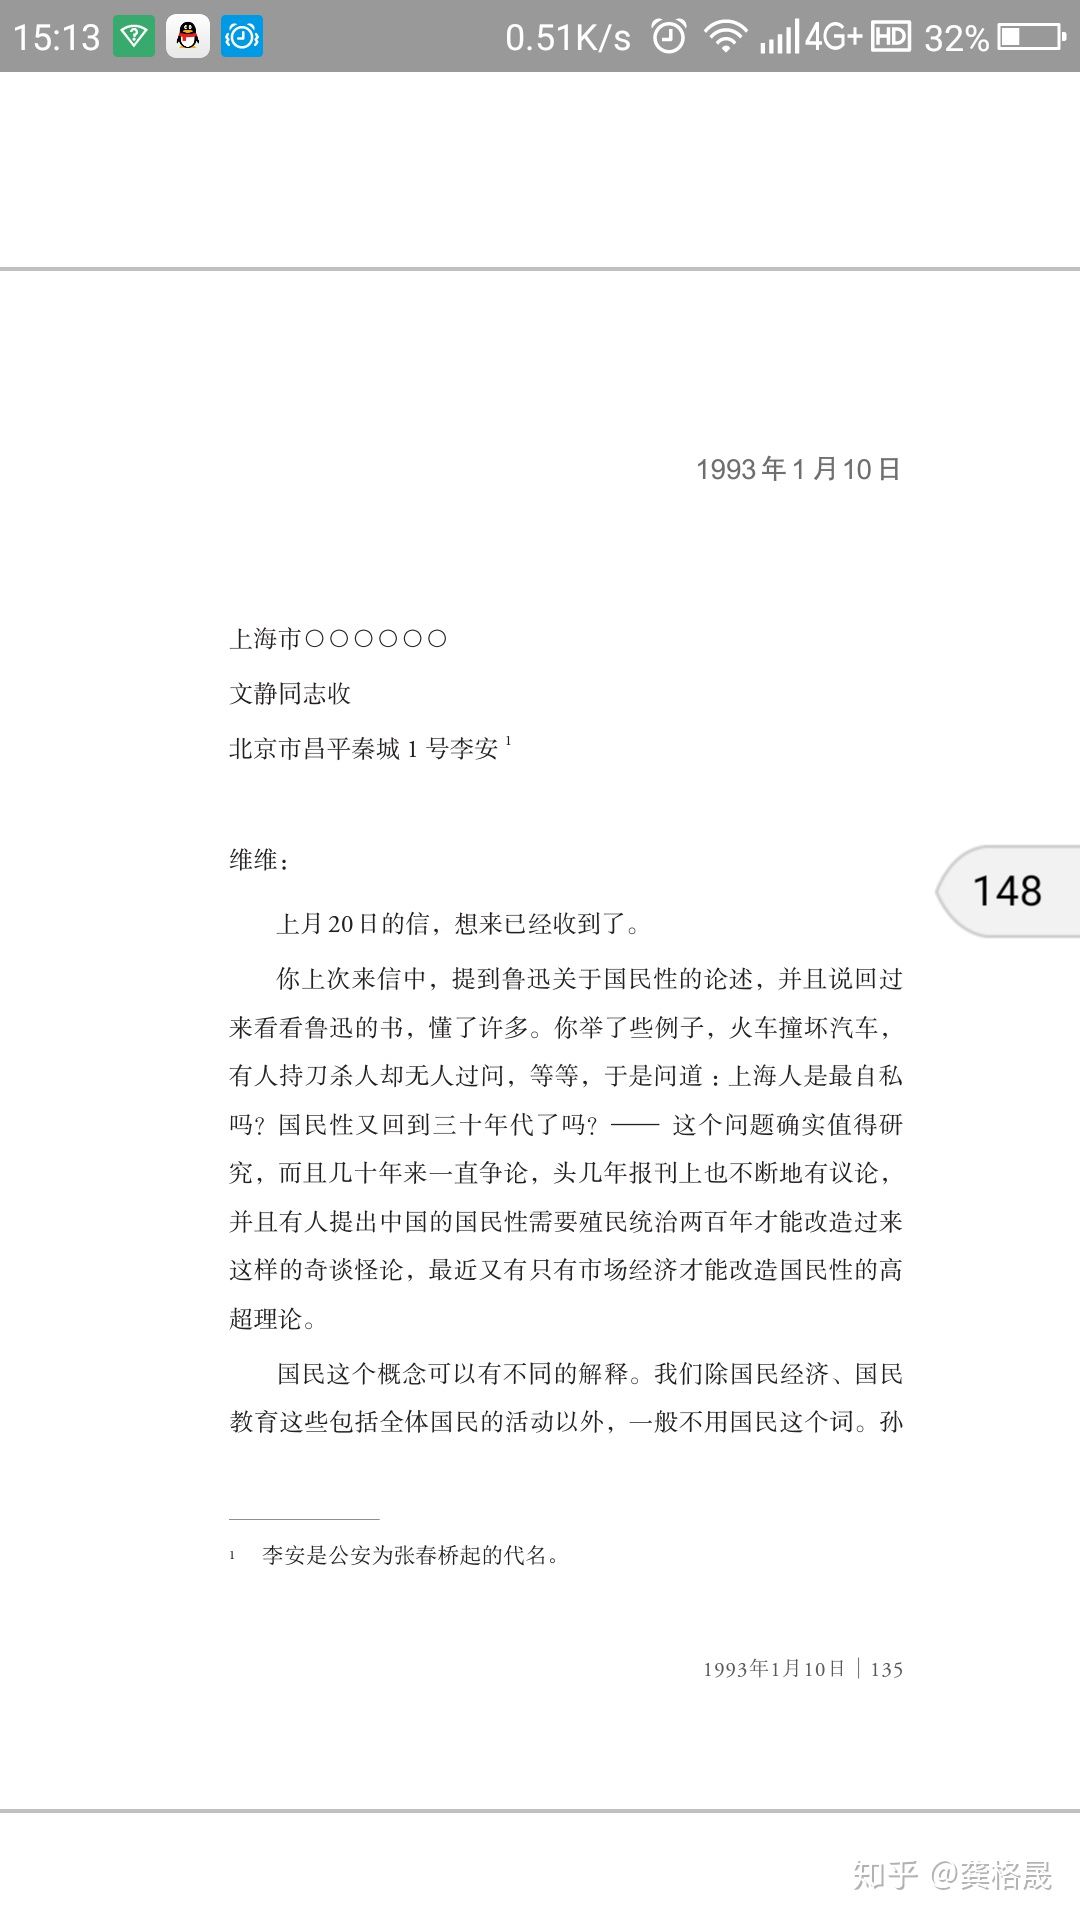 15:13
0.51K/s 4G+ HD 32%
1993年1月10日
上海市〇〇〇〇〇〇
文静同志收
北京市昌平秦城 1 号李安 1
维维：
上月20日的信，想来已经收到了。
148
你上次来信中，提到鲁迅关于国民性的论述，并且说回过
来看看鲁迅的书，懂了许多。你举了些例子，火车撞坏汽车，
有人持刀杀人却无人过问，等等，于是问道：上海人是最自私
吗？国民性又回到三十年代了吗？—— 这个问题确实值得研
究，而且几十年来一直争论，头几年报刊上也不断地有议论，
并且有人提出中国的国民性需要殖民统治两百年才能改造过来
这样的奇谈怪论，最近又有只有市场经济才能改造国民性的高
超理论。
国民这个概念可以有不同的解释。我们除国民经济、国民
教育这些包括全体国民的活动以外，一般不用国民这个词。孙
1 李安是公安为张春桥起的代名。
1993年1月10日｜135
知乎 @龚格晟